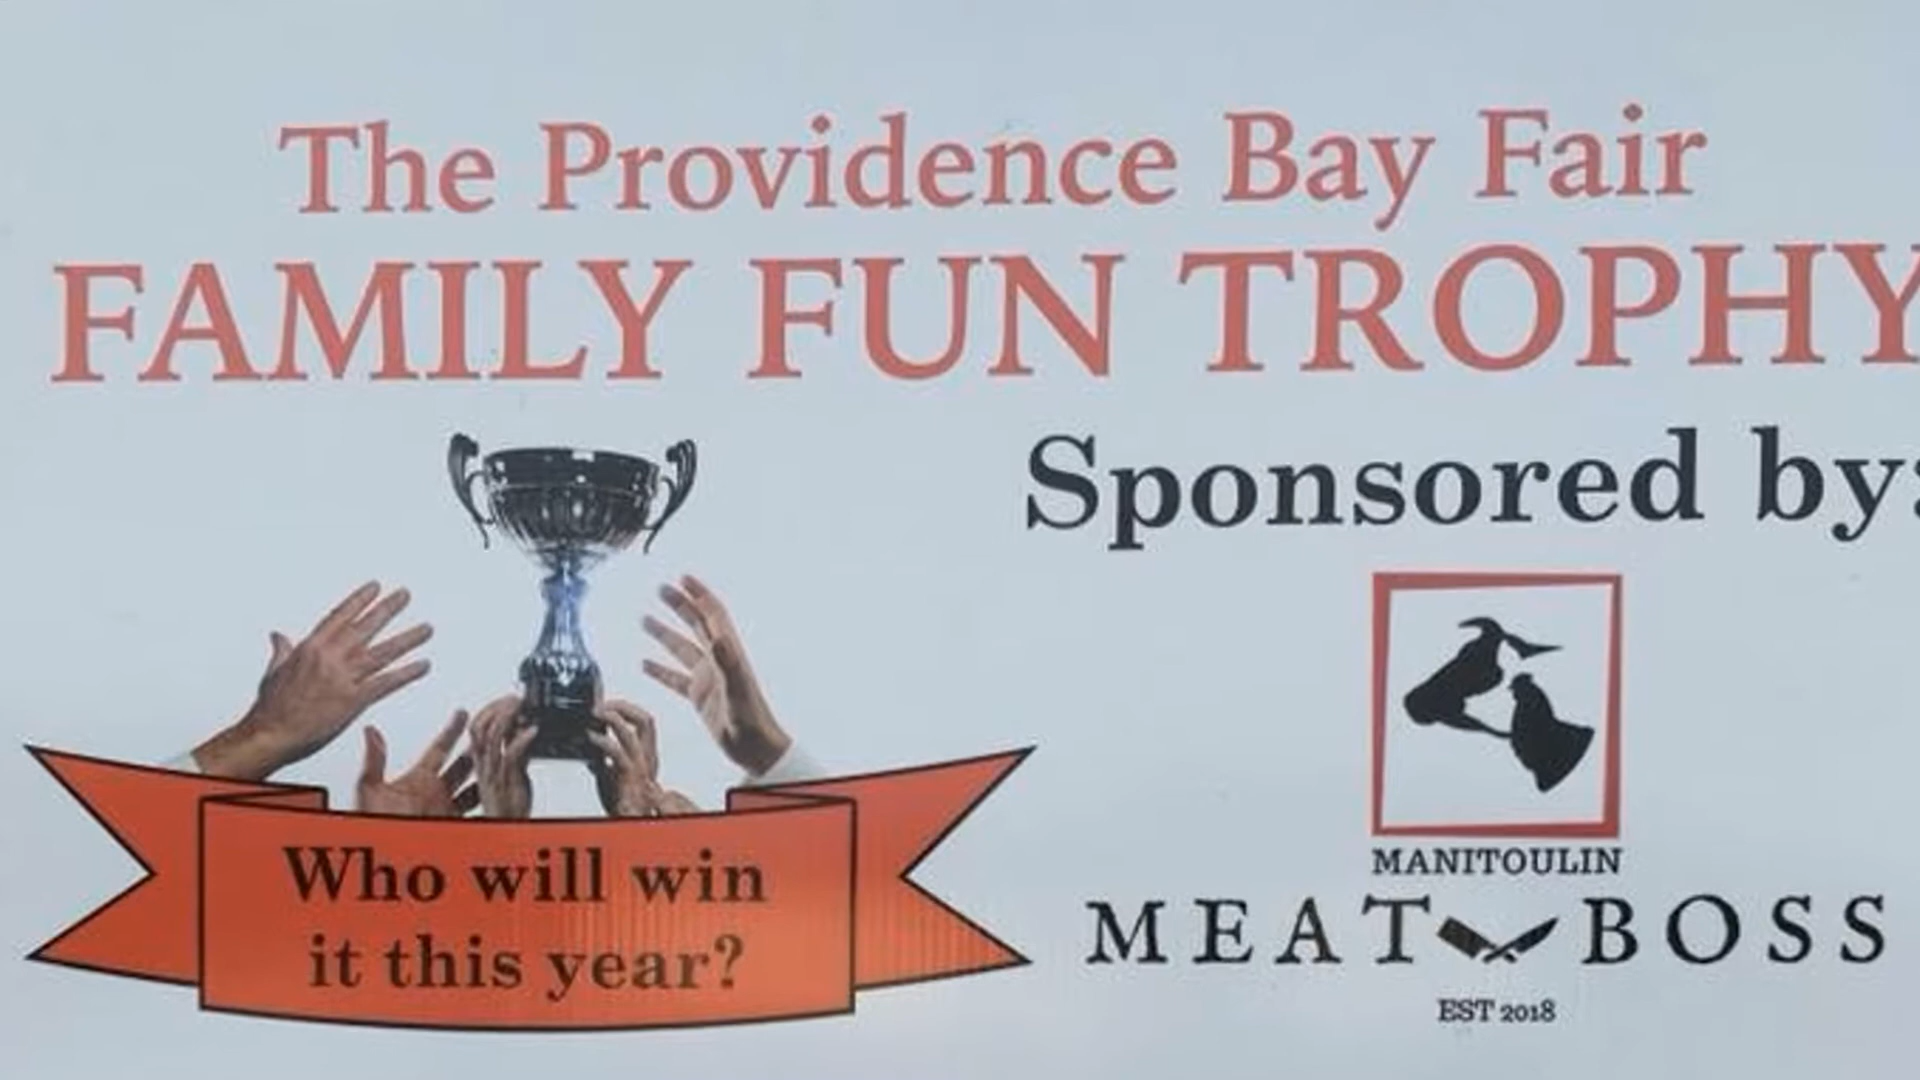 The Providence Bay Fair
FAMILY FUN TROPHY
Sponsored by:
Who will win
it this year?
MANITOULIN
MEAT BOSS
EST 2018